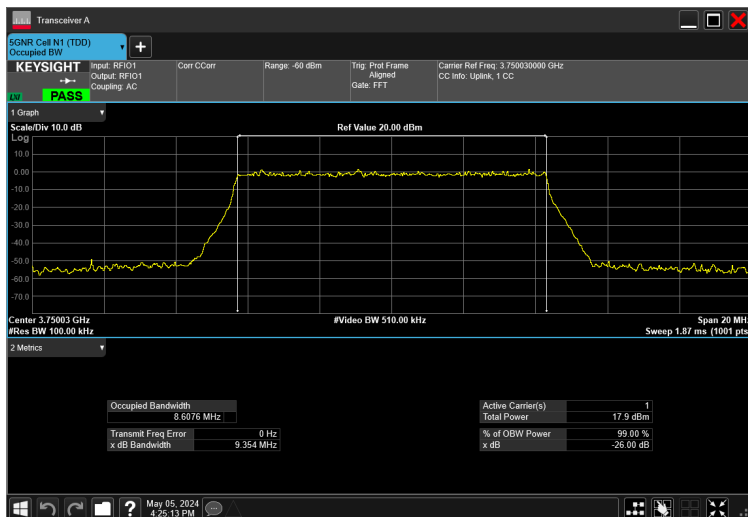 Transceiver A
5GNR Cell N1 (TDD)
Occupied BW
+
KEYSIGHT
LXI
PASS
Input: RFIO1
Output: RFIO1
Coupling: AC
Corr CCorr
Range: -60 dBm
Trig: Prot Frame
Aligned
Gate: FFT
Carrier Ref Freq: 3.750030000 GHz
CC Info: Uplink, 1 CC
1 Graph
Scale/Div 10.0 dB
Ref Value 20.00 dBm
Log
10.0
0.00
-10.0
-20.0
-30.0
-40.0
-50.0
-60.0
-70.0
Center 3.75003 GHz
#Video BW 510.00 kHz
Span 20 MH
#Res BW 100.00 kHz
Sweep 1.87 ms (1001 pts
2 Metrics
Occupied Bandwidth
8.6076 MHz
Transmit Freq Error 0 Hz
x dB Bandwidth 9.354 MHz
Active Carrier(s) 1
Total Power 17.9 dBm
% of OBW Power 99.00 %
x dB -26.00 dB
?
May 05, 2024
4:25:13 PM